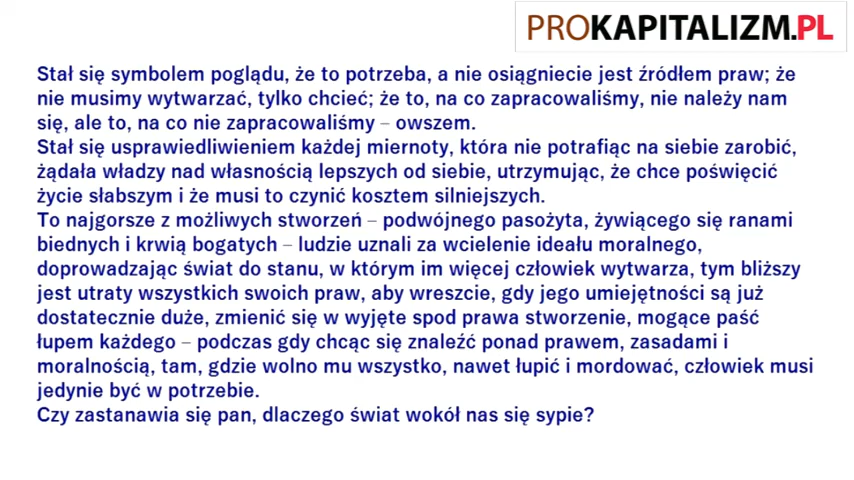 PROKAPITALIZM.PL
Stał się symbolem poglądu, że to potrzeba, a nie osiągniecie jest źródłem praw; że
nie musimy wytwarzać, tylko chcieć; że to, na co zapracowaliśmy, nie należy nam
się, ale to, na co nie zapracowaliśmy – owszem.
Stał się usprawiedliwieniem każdej miernoty, która nie potrafiąc na siebie zarobić,
żądała władzy nad własnością lepszych od siebie, utrzymując, że chce poświęcić
życie słabszym i że musi to czynić kosztem silniejszych.
To najgorsze z możliwych stworzeń – podwójnego pasożyta, żywiącego się ranami
biednych i krwią bogatych – ludzie uznali za wcielenie ideału moralnego,
doprowadzając świat do stanu, w którym im więcej człowiek wytwarza, tym bliższy
jest utraty wszystkich swoich praw, aby wreszcie, gdy jego umiejętności są już
dostatecznie duże, zmienić się w wyjęte spod prawa stworzenie, mogące paść
łupem każdego – podczas gdy chcąc się znaleźć ponad prawem, zasadami i
moralnością, tam, gdzie wolno mu wszystko, nawet łupić i mordować, człowiek musi
jedynie być w potrzebie.
Czy zastanawia się pan, dlaczego świat wokół nas się sypie?